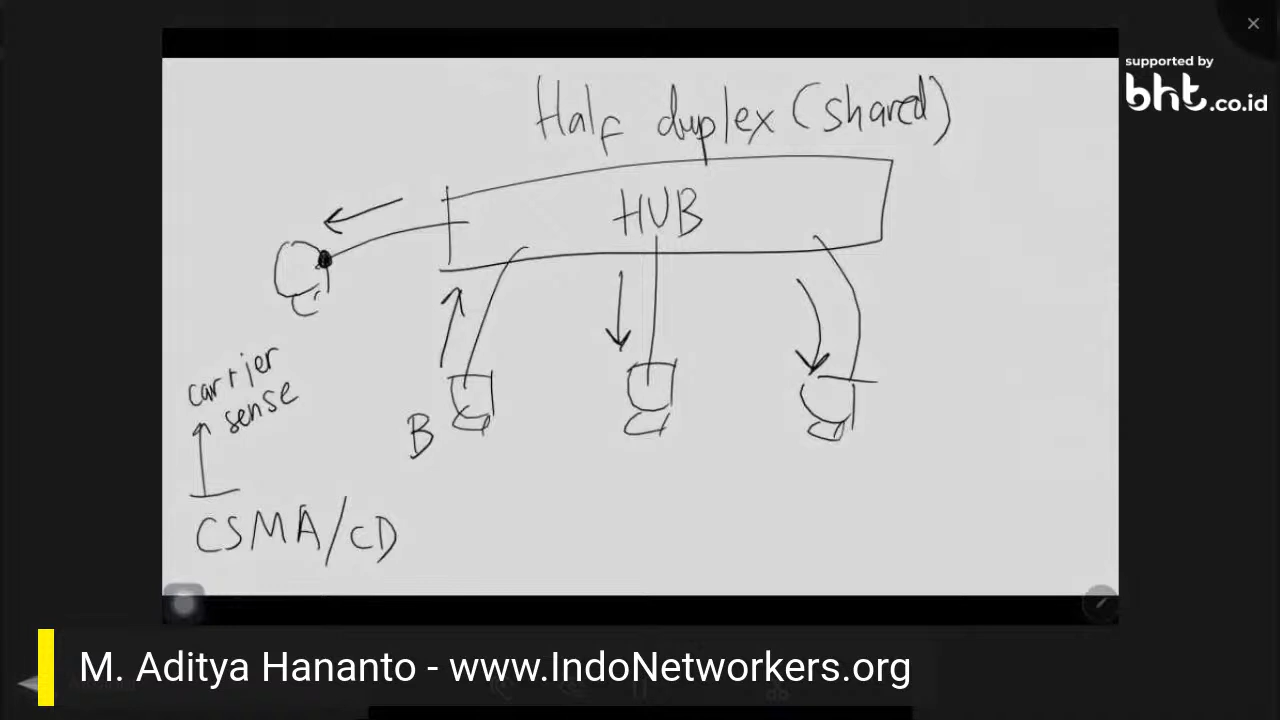 supported by
bht.co.id
Half duplex (shared)
HUB
carrier
sense
B
CSMA/CD
M. Aditya Hananto - www.IndoNetworkers.org